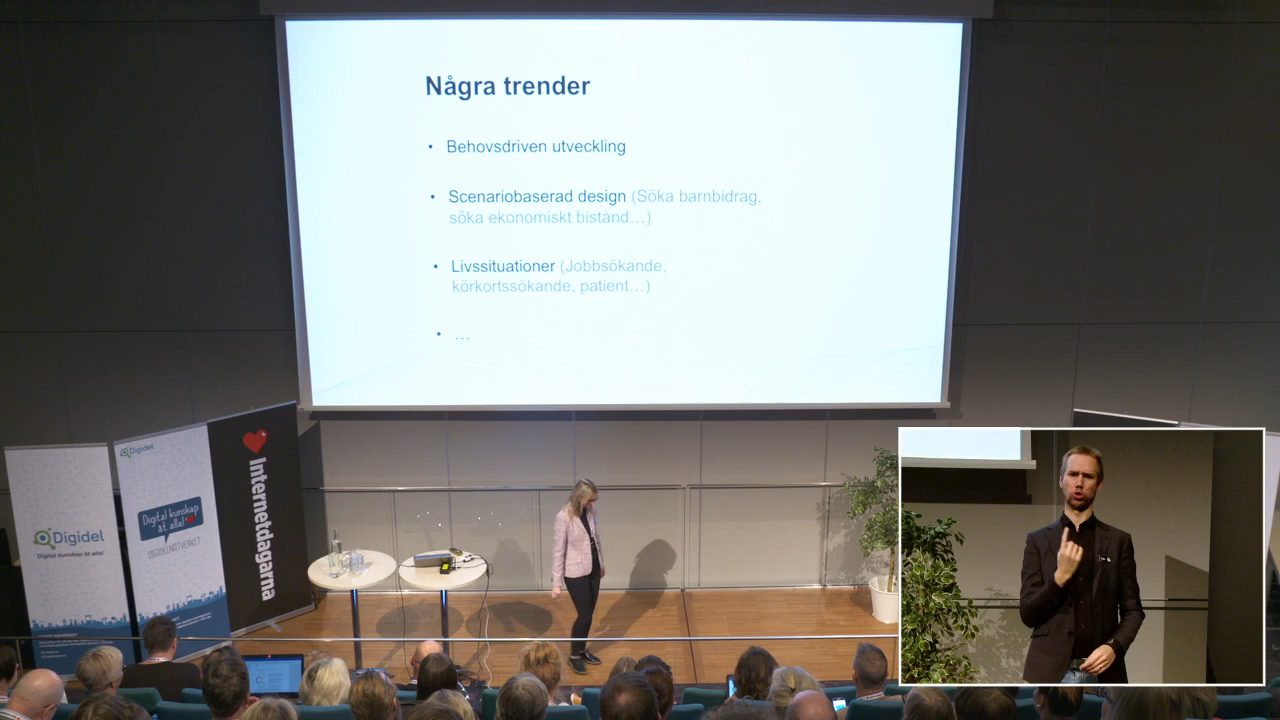 Några trender
• Behovsdriven utveckling
• Scenariobaserad design (Söka barnbidrag,
söka ekonomiskt bistånd…)
• Livssituationer (Jobbsökande,
körkortssökande, patient…)
• …
Digidel
Digital kunskap åt alla!
Digidel
Digital kunskap
åt alla!
DIGIDELNÄTVERKET
Internetdagarna